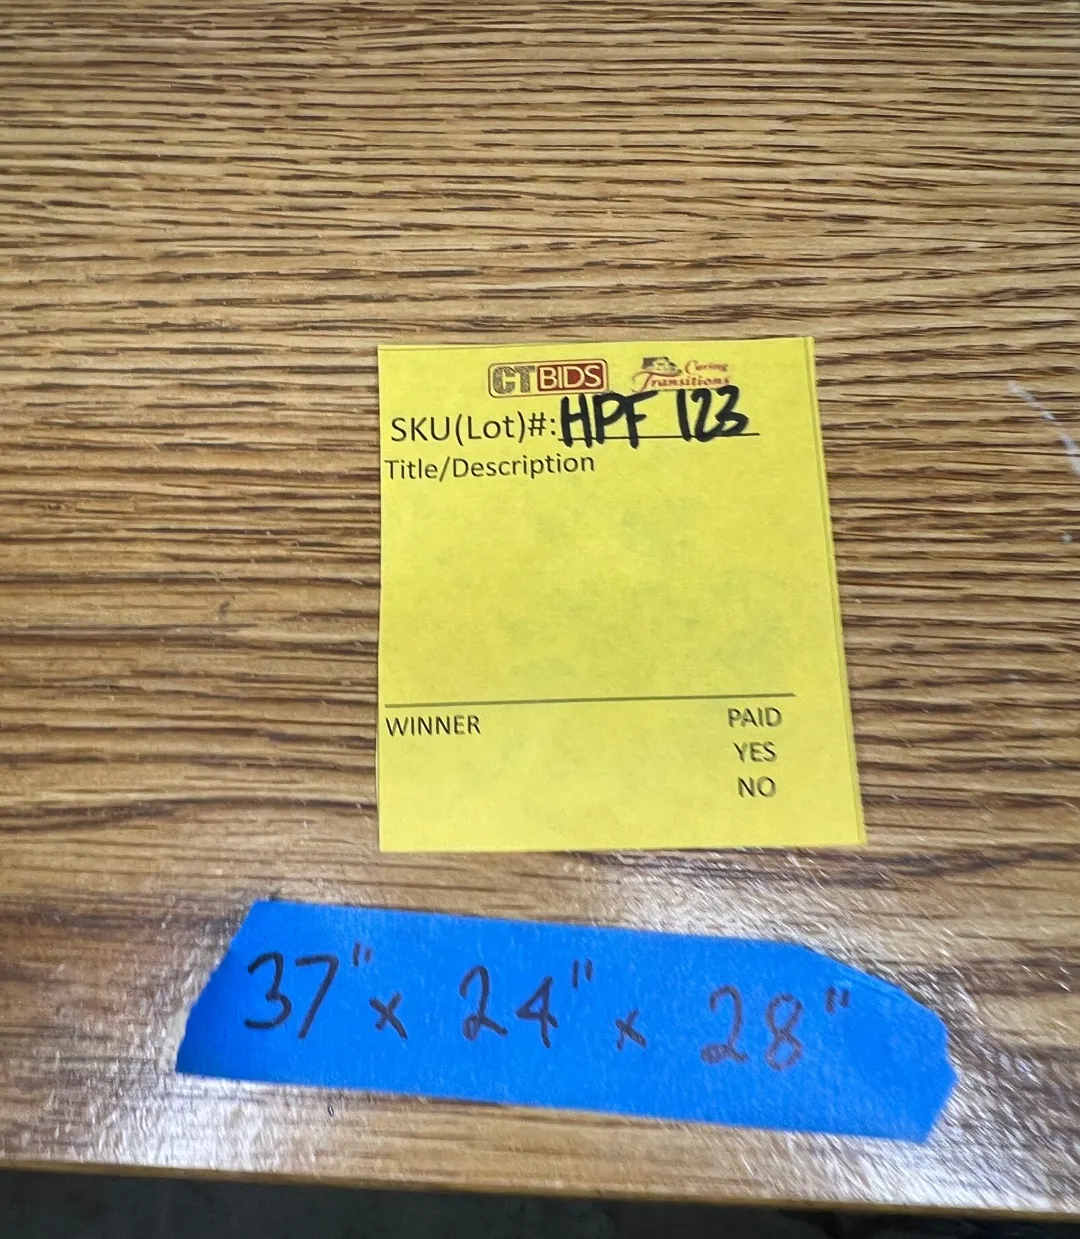 CTBIDS Caring Transitions
SKU(Lot)#: HPF 123
Title/Description
WINNER PAID
YES
NO
37" x 24" x 28"